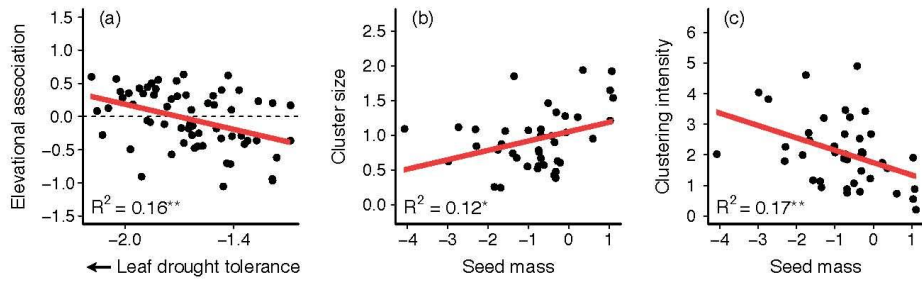 (a)
Elevational association
1.5
1.0
0.5
0.0
−0.5
−1.0
−1.5
R² = 0.16**
−2.0
−1.4
← Leaf drought tolerance
(b)
Cluster size
2.5
2.0
1.5
1.0
0.5
0.0
R² = 0.12*
−4
−3
−2
−1
0
1
Seed mass
(c)
Clustering intensity
6
5
4
3
2
1
0
R² = 0.17**
−4
−3
−2
−1
0
1
Seed mass